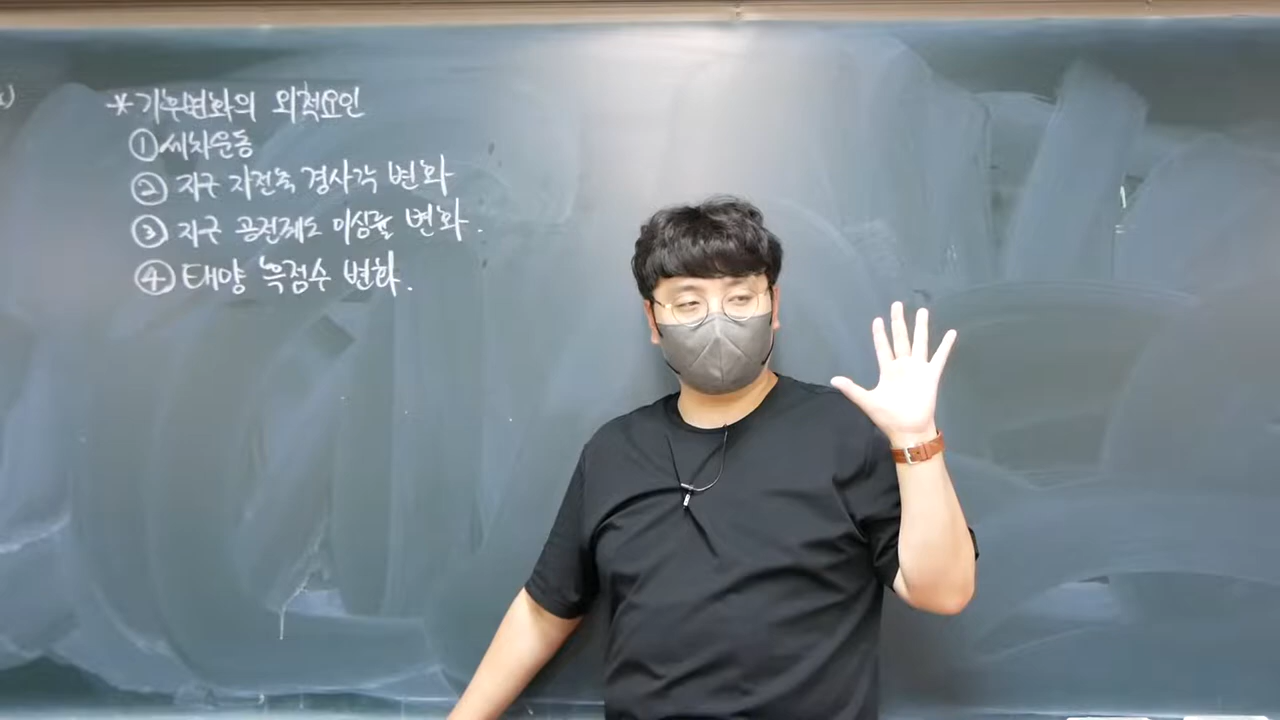 * 기후변화의 외적요인
① 세차운동
② 지구 자전축 경사각 변화
③ 지구 공전궤도 이심률 변화.
④ 태양 흑점수 변화.